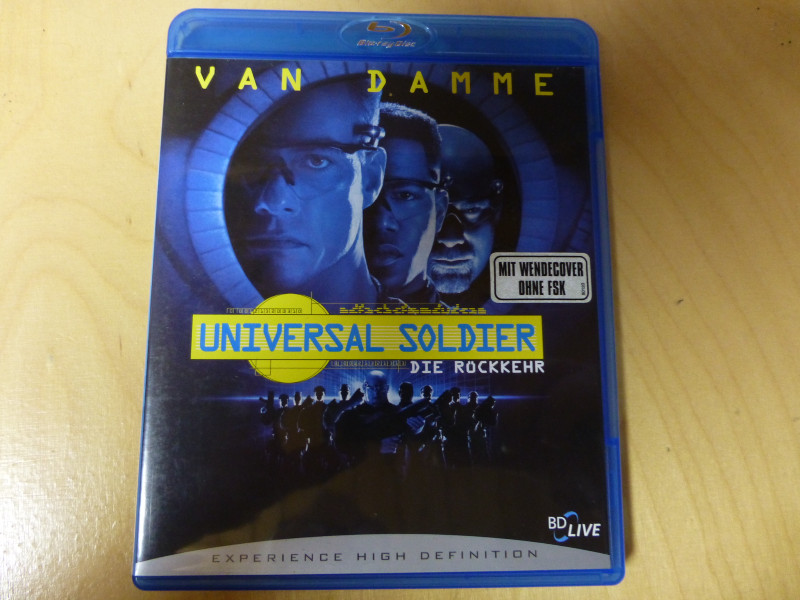 Blu-ray Disc
VAN DAMME
MIT WENDECOVER
OHNE FSK
UNIVERSAL SOLDIER
DIE RÜCKKEHR
BD LIVE
EXPERIENCE HIGH DEFINITION